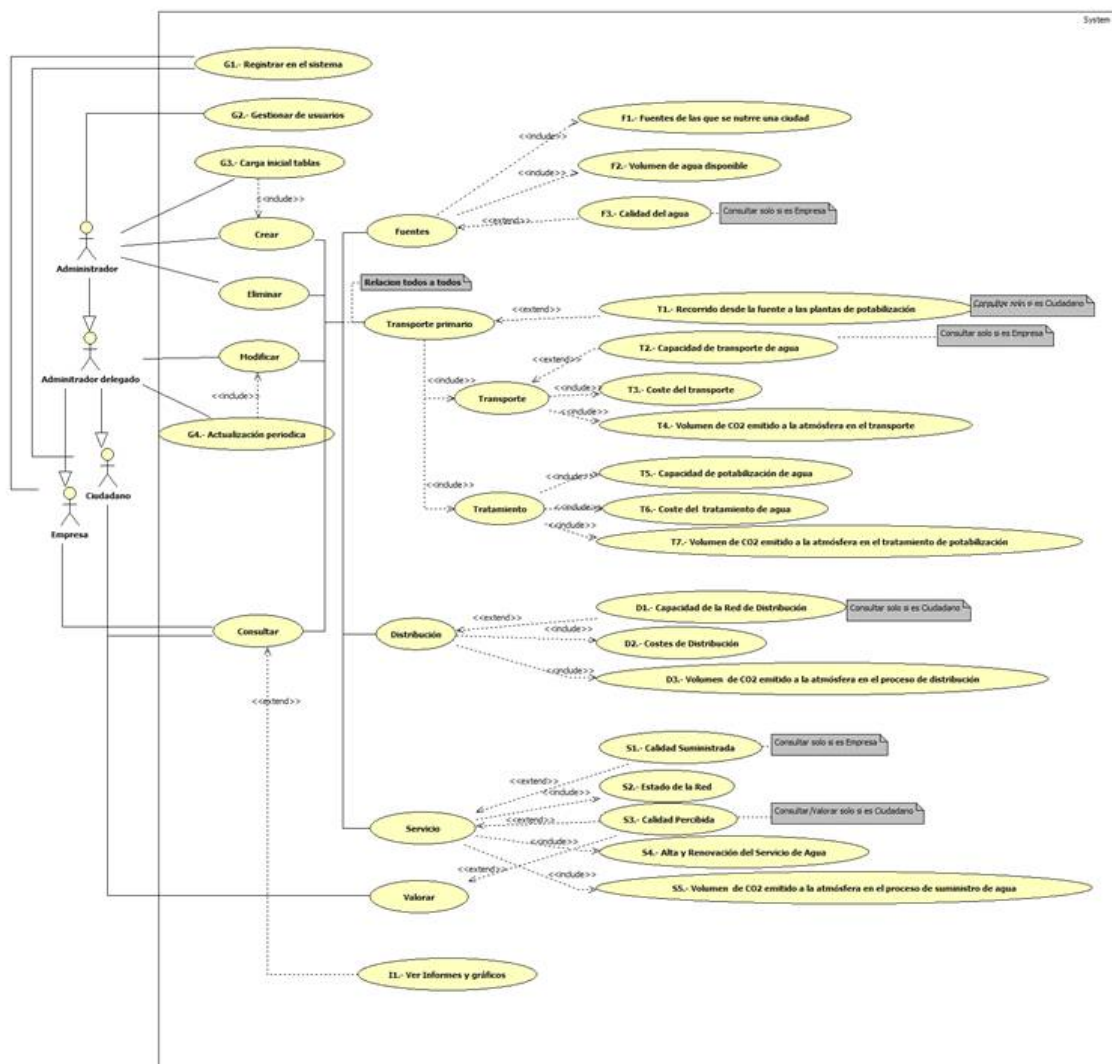 System
G1.- Registrar en el sistema
G2.- Gestionar de usuarios
G3.- Carga inicial tablas
<<include>>
Crear
Eliminar
Modificar
<<include>>
G4.- Actualización periodica
Administrador
Admnitrador delegado
Ciudadano
Empresa
Consultar
<<extend>>
Relacion todos a todos
Fuentes
<<include>>
F1.- Fuentes de las que se nutrre una ciudad
<<include>>
F2.- Volumen de agua disponible
<<extend>>
F3.- Calidad del agua
Consultar solo si es Empresa
Transporte primario
<<extend>>
T1.- Recorrido desde la fuente a las plantas de potabilización
Consultar solo si es Ciudadano
T2.- Capacidad de transporte de agua
Consultar solo si es Empresa
<<extend>>
<<include>>
Transporte
<<include>>
T3.- Coste del transporte
<<include>>
T4.- Volumen de CO2 emitido a la atmósfera en el transporte
<<include>>
Tratamiento
<<include>>
T5.- Capacidad de potabilización de agua
<<include>>
T6.- Coste del tratamiento de agua
<<include>>
T7.- Volumen de CO2 emitido a la atmósfera en el tratamiento de potabilización
Distribución
<<extend>>
D1.- Capacidad de la Red de Distribución
Consultar solo si es Ciudadano
<<include>>
D2.- Costes de Distribución
<<include>>
D3.- Volumen de CO2 emitido a la atmósfera en el proceso de distribución
Servicio
<<extend>>
S1.- Calidad Suministrada
Consultar solo si es Empresa
<<include>>
S2.- Estado de la Red
<<extend>>
S3.- Calidad Percibida
Consultar/Valorar solo si es Ciudadano
<<include>>
S4.- Alta y Renovación del Servicio de Agua
<<extend>>
<<include>>
S5.- Volumen de CO2 emitido a la atmósfera en el proceso de suministro de agua
Valorar
I1.- Ver Informes y gráficos